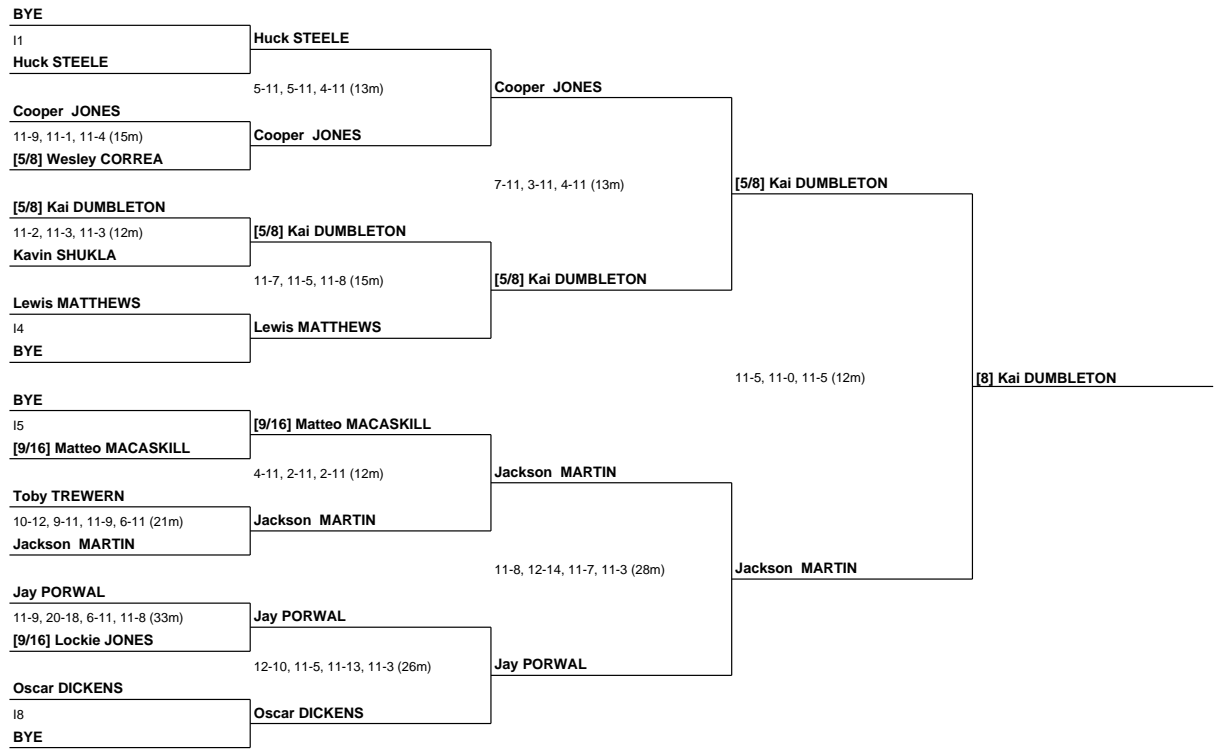 BYE
I1
Huck STEELE
Cooper  JONES
11-9, 11-1, 11-4 (15m)
[5/8] Wesley CORREA
[5/8] Kai DUMBLETON
11-2, 11-3, 11-3 (12m)
Kavin SHUKLA
Lewis MATTHEWS
I4
BYE
BYE
I5
[9/16] Matteo MACASKILL
Toby TREWERN
10-12, 9-11, 11-9, 6-11 (21m)
Jackson  MARTIN
Jay PORWAL
11-9, 20-18, 6-11, 11-8 (33m)
[9/16] Lockie JONES
Oscar DICKENS
I8
BYE
Huck STEELE
5-11, 5-11, 4-11 (13m)
Cooper  JONES
[5/8] Kai DUMBLETON
11-7, 11-5, 11-8 (15m)
Lewis MATTHEWS
[9/16] Matteo MACASKILL
4-11, 2-11, 2-11 (12m)
Jackson  MARTIN
Jay PORWAL
12-10, 11-5, 11-13, 11-3 (26m)
Oscar DICKENS
Cooper  JONES
7-11, 3-11, 4-11 (13m)
[5/8] Kai DUMBLETON
Jackson  MARTIN
11-8, 12-14, 11-7, 11-3 (28m)
Jay PORWAL
[5/8] Kai DUMBLETON
11-5, 11-0, 11-5 (12m)
Jackson  MARTIN
[8] Kai DUMBLETON